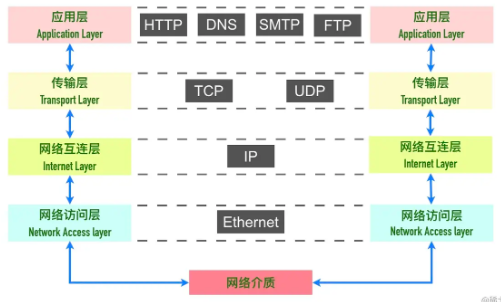 应用层 HTTP DNS SMTP FTP 应用层
Application Layer Application Layer
传输层 TCP UDP 传输层
Transport Layer Transport Layer
网络互连层 IP 网络互连层
Internet Layer Internet Layer
网络访问层 Ethernet 网络访问层
Network Access layer Network Access layer
网络介质